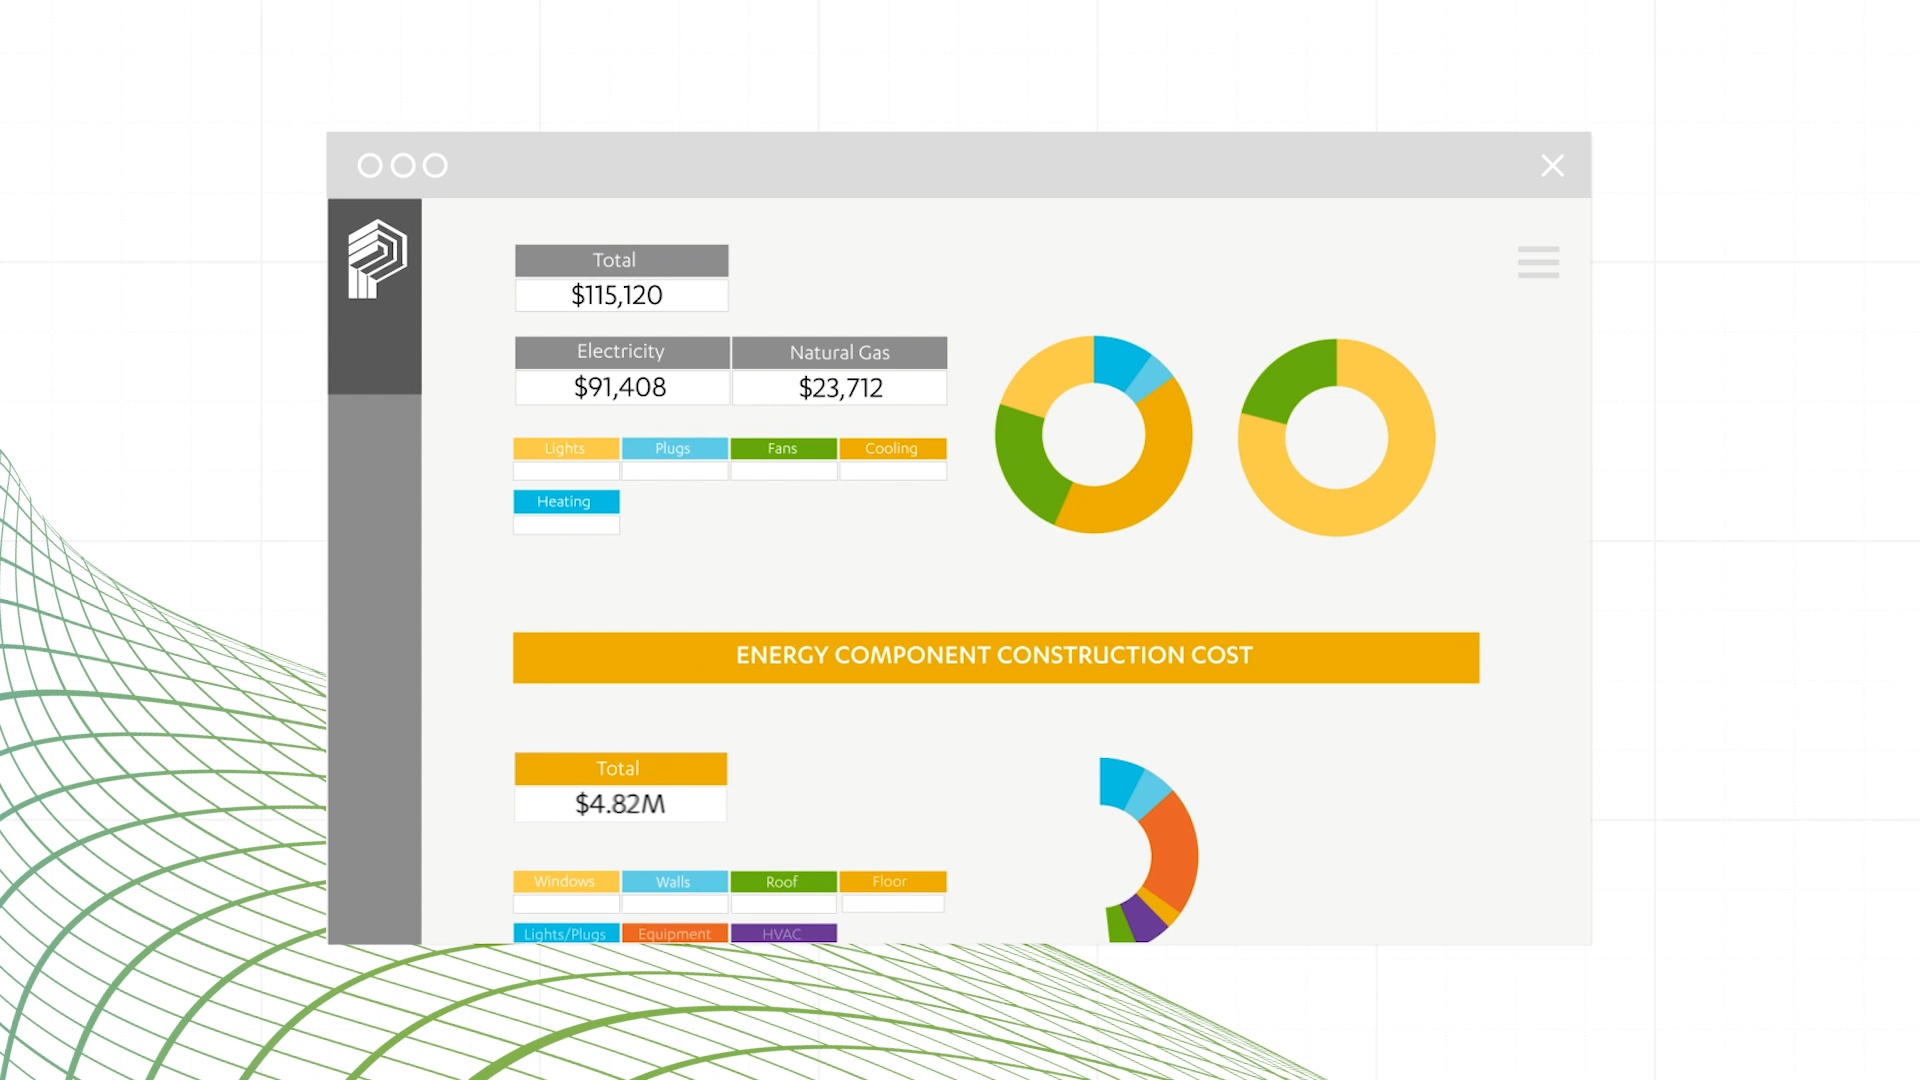 Total
$115,120
Electricity Natural Gas
$91,408 $23,712
Lights Plugs Fans Cooling
Heating
ENERGY COMPONENT CONSTRUCTION COST
Total
$4.82M
Windows Walls Roof Floor
Lights/Plugs Equipment HVAC